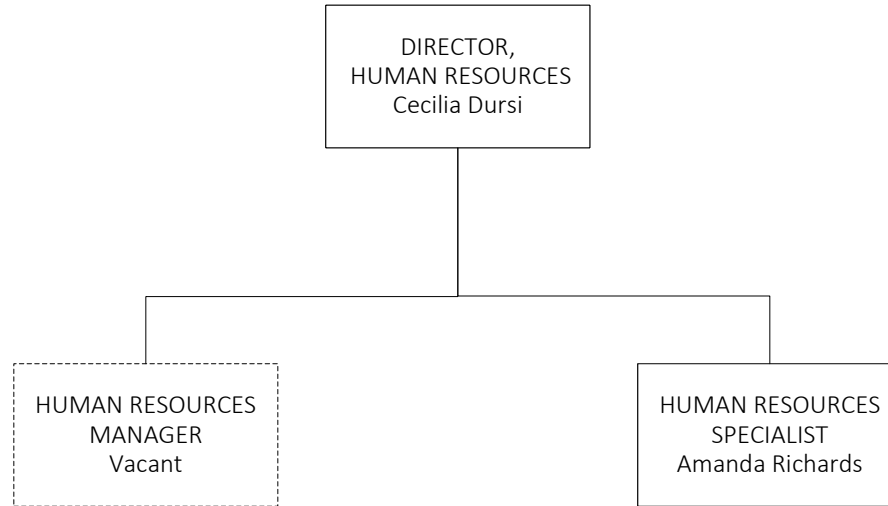 DIRECTOR,
HUMAN RESOURCES
Cecilia Dursi
HUMAN RESOURCES
MANAGER
Vacant
HUMAN RESOURCES
SPECIALIST
Amanda Richards